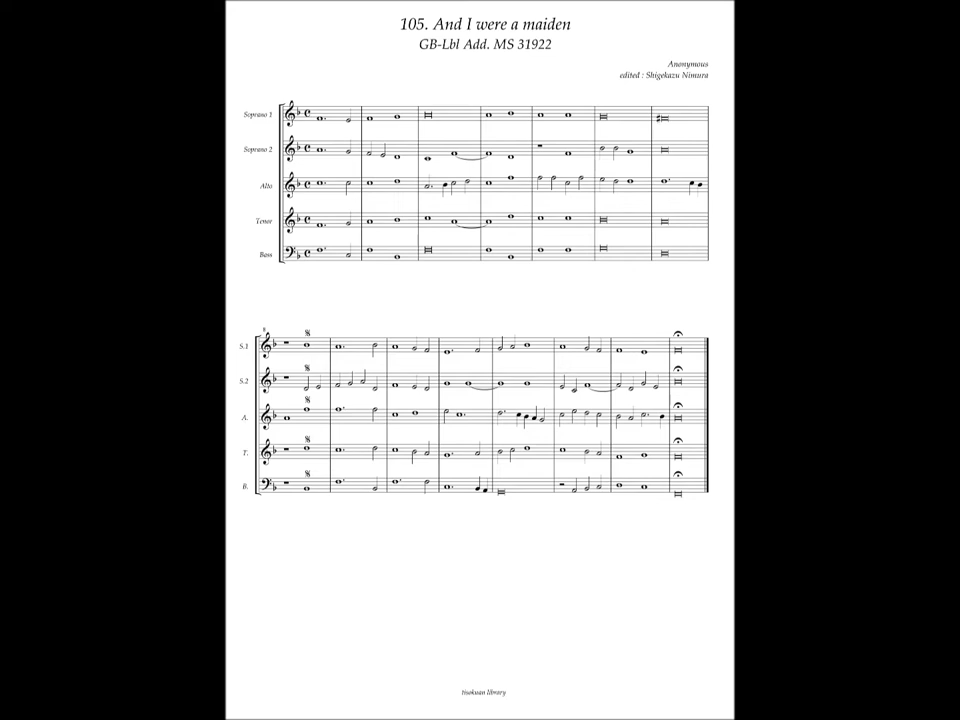 105. And I were a maiden
GB-Lbl Add. MS 31922
Anonymous
edited : Shigekazu Nimura
Soprano 1
Soprano 2
Alto
Tenor
Bass
8
S.1
S.2
A.
T.
B.
tisokuan library